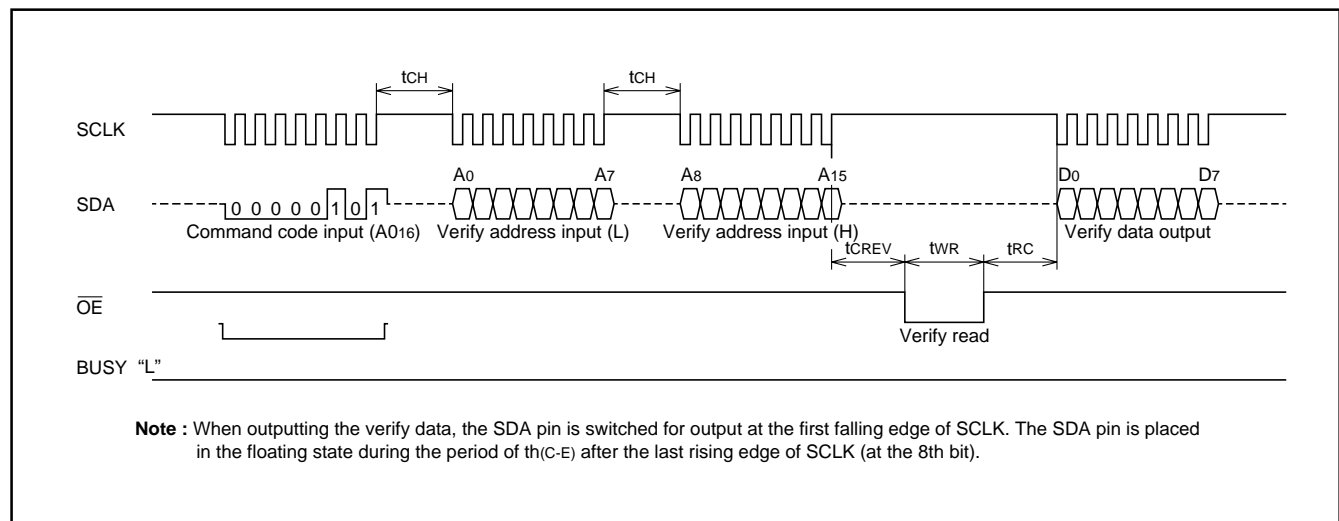 tCH tCH
SCLK
A0 A7 A8 A15 D0 D7
SDA 0 0 0 0 0 1 0 1
Command code input (A016) Verify address input (L) Verify address input (H) Verify data output
tCREV tWR tRC
OE
Verify read
BUSY “L”
Note : When outputting the verify data, the SDA pin is switched for output at the first falling edge of SCLK. The SDA pin is placed
in the floating state during the period of th(C-E) after the last rising edge of SCLK (at the 8th bit).